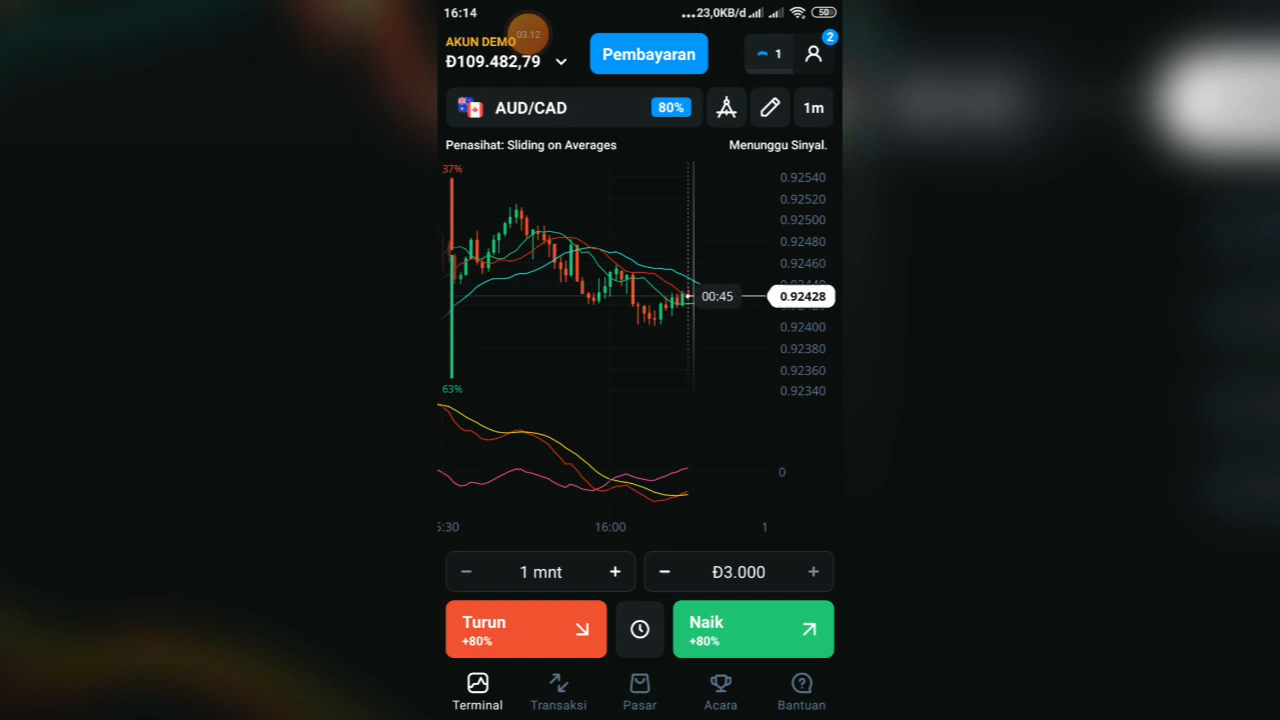 16:14
...23,0KB/d
50
AKUN DEMO
03.12
Đ109.482,79
Pembayaran
1
2
AUD/CAD
80%
1m
Penasihat: Sliding on Averages
Menunggu Sinyal.
37%
0.92540
0.92520
0.92500
0.92480
0.92460
00:45
0.92428
0.92400
0.92380
0.92360
63%
0.92340
0
5:30
16:00
1
1 mnt
Đ3.000
Turun
+80%
Naik
+80%
Terminal
Transaksi
Pasar
Acara
Bantuan